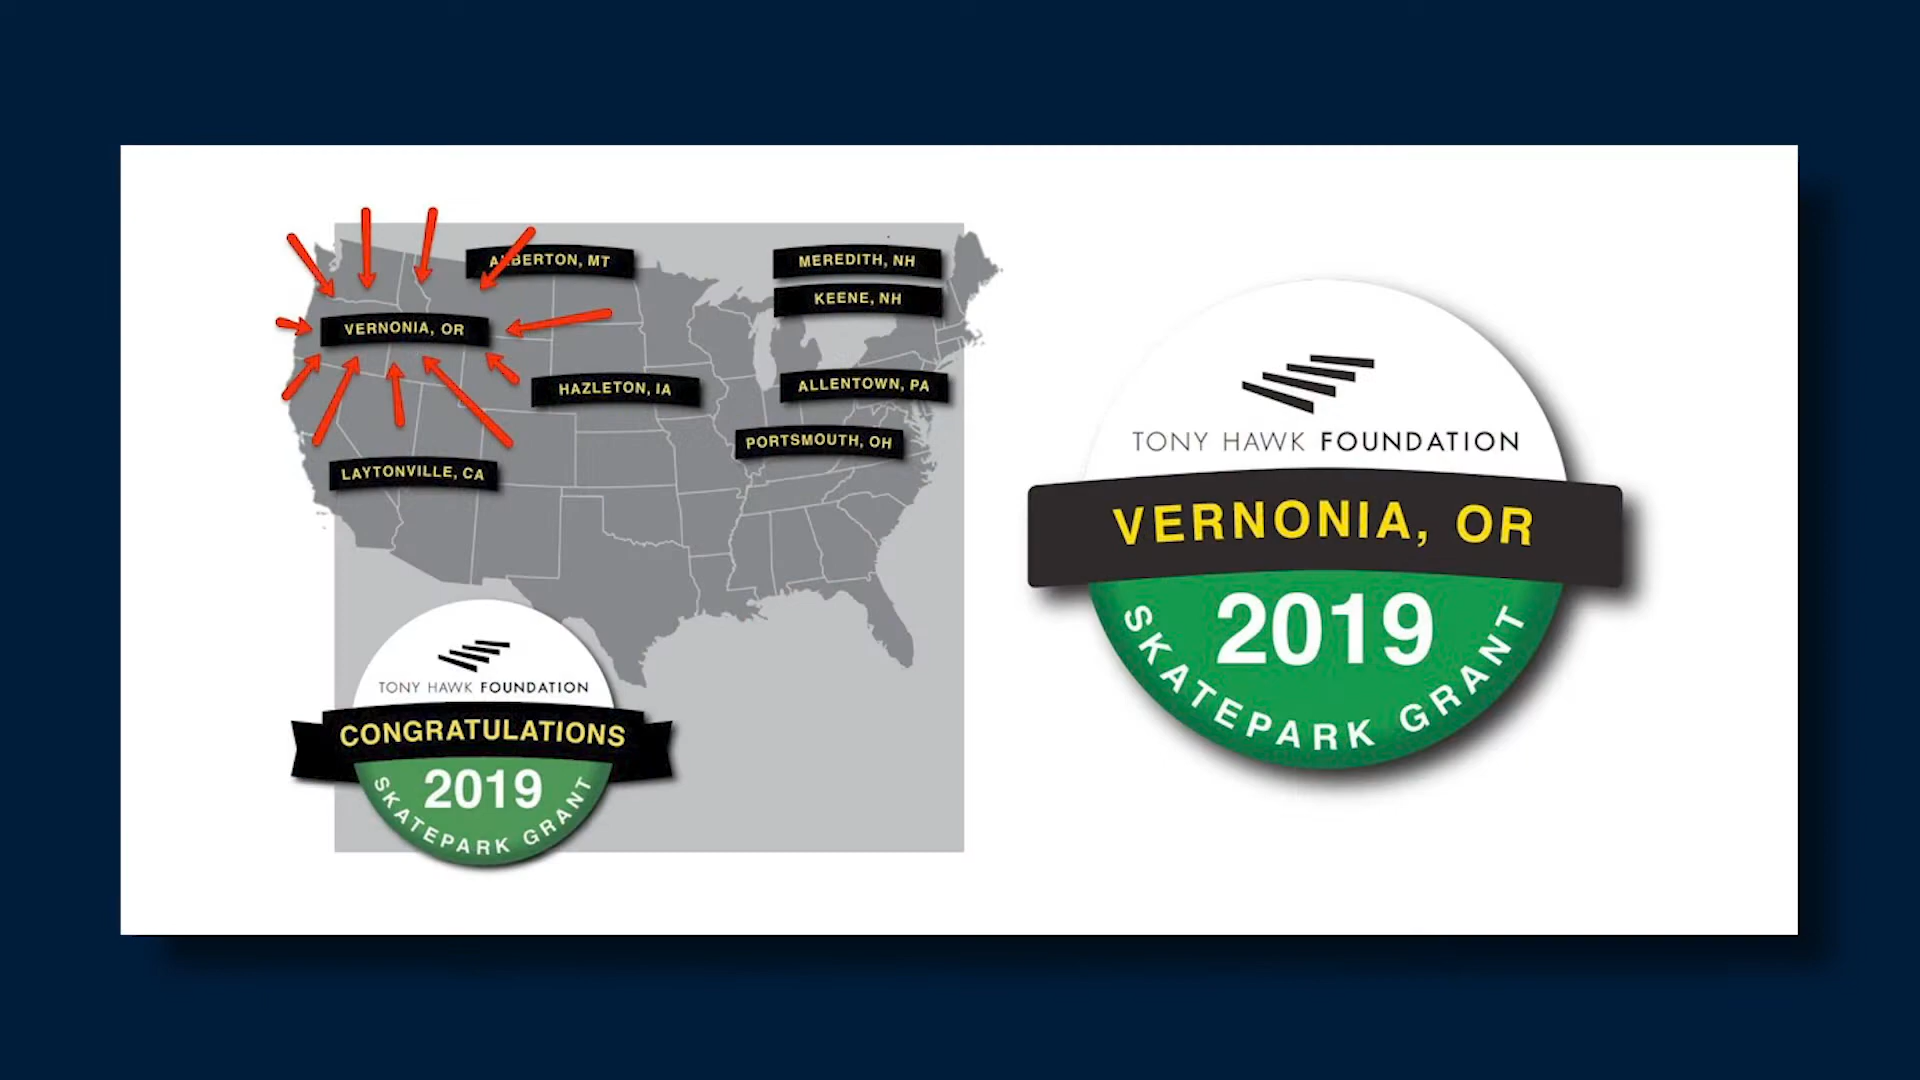 ALBERTON, MT
MEREDITH, NH
KEENE, NH
VERNONIA, OR
HAZLETON, IA
ALLENTOWN, PA
PORTSMOUTH, OH
LAYTONVILLE, CA
TONY HAWK FOUNDATION
CONGRATULATIONS
2019
SKATEPARK GRANT
TONY HAWK FOUNDATION
VERNONIA, OR
2019
SKATEPARK GRANT